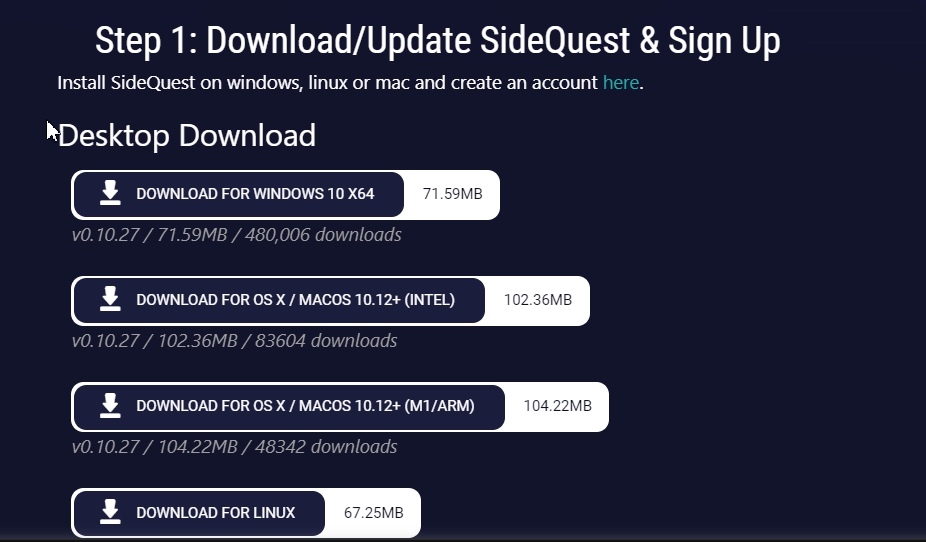 Step 1: Download/Update SideQuest & Sign Up
Install SideQuest on windows, linux or mac and create an account here.
Desktop Download
DOWNLOAD FOR WINDOWS 10 X64 71.59MB
v0.10.27 / 71.59MB / 480,006 downloads
DOWNLOAD FOR OS X / MACOS 10.12+ (INTEL) 102.36MB
v0.10.27 / 102.36MB / 83604 downloads
DOWNLOAD FOR OS X / MACOS 10.12+ (M1/ARM) 104.22MB
v0.10.27 / 104.22MB / 48342 downloads
DOWNLOAD FOR LINUX 67.25MB